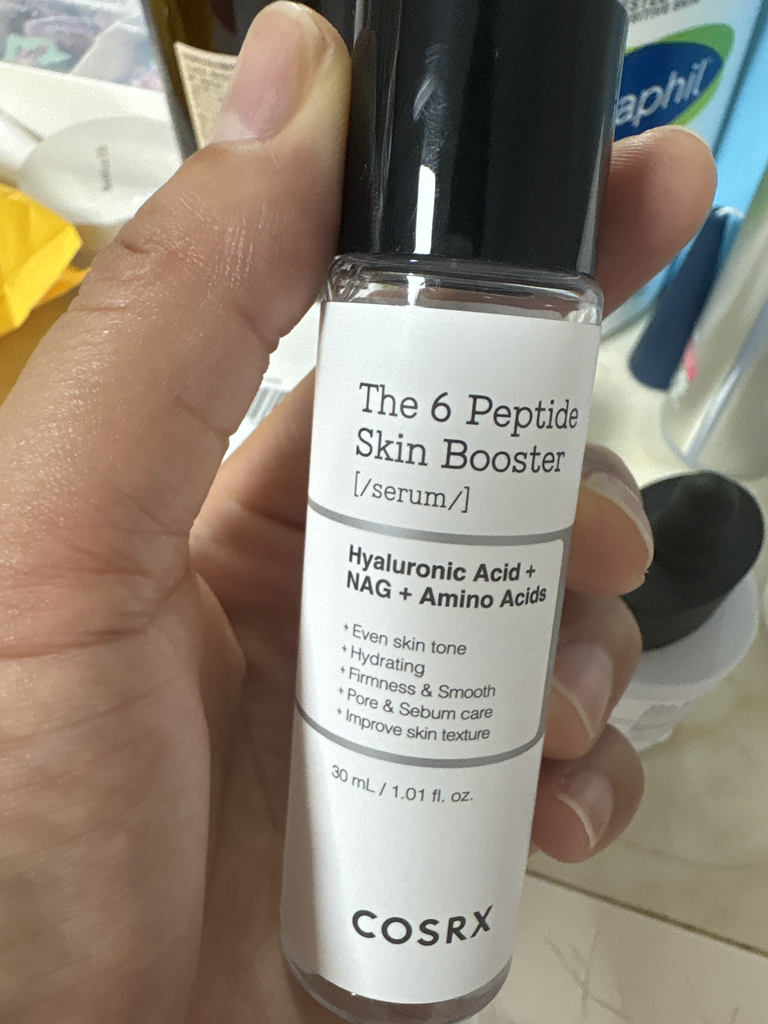 aphil
The 6 Peptide
Skin Booster
[/serum/]
Hyaluronic Acid +
NAG + Amino Acids
+Even skin tone
+Hydrating
+Firmness & Smooth
+Pore & Sebum care
+Improve skin texture
30 mL / 1.01 fl. oz.
COSRX